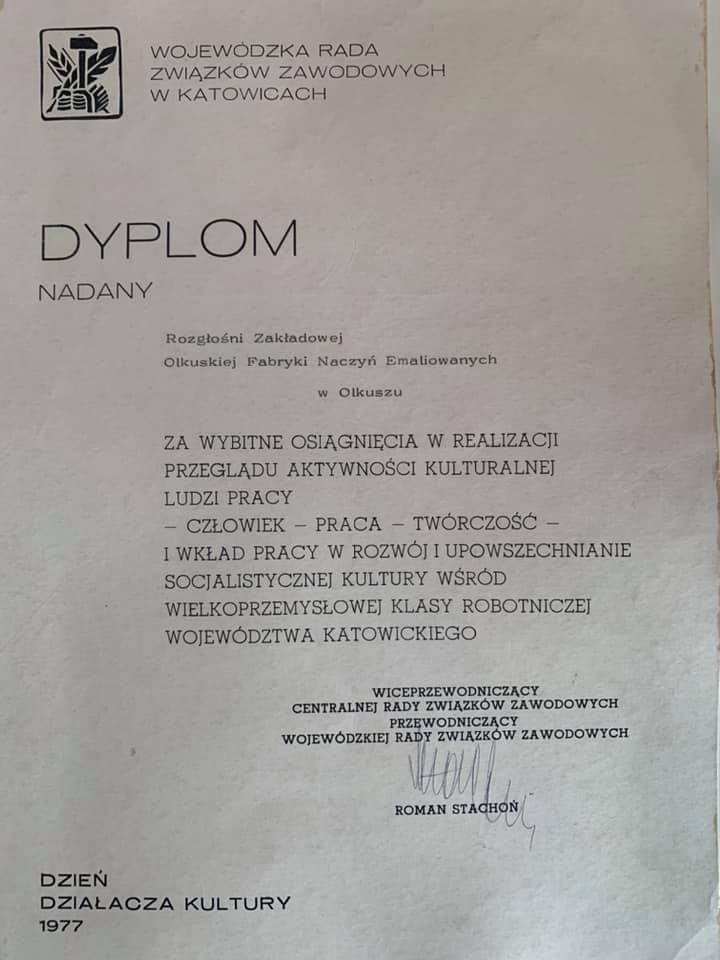 WOJEWÓDZKA RADA
ZWIĄZKÓW ZAWODOWYCH
W KATOWICACH
DYPLOM
NADANY
Rozgłośni Zakładowej
Olkuskiej Fabryki Naczyń Emaliowanych
w Olkuszu
ZA WYBITNE OSIĄGNIĘCIA W REALIZACJI
PRZEGLĄDU AKTYWNOŚCI KULTURALNEJ
LUDZI PRACY
– CZŁOWIEK – PRACA – TWÓRCZOŚĆ –
I WKŁAD PRACY W ROZWÓJ I UPOWSZECHNIANIE
SOCJALISTYCZNEJ KULTURY WŚRÓD
WIELKOPRZEMYSŁOWEJ KLASY ROBOTNICZEJ
WOJEWÓDZTWA KATOWICKIEGO
WICEPRZEWODNICZĄCY
CENTRALNEJ RADY ZWIĄZKÓW ZAWODOWYCH
PRZEWODNICZĄCY
WOJEWÓDZKIEJ RADY ZWIĄZKÓW ZAWODOWYCH
ROMAN STACHOŃ
DZIEŃ
DZIAŁACZA KULTURY
1977